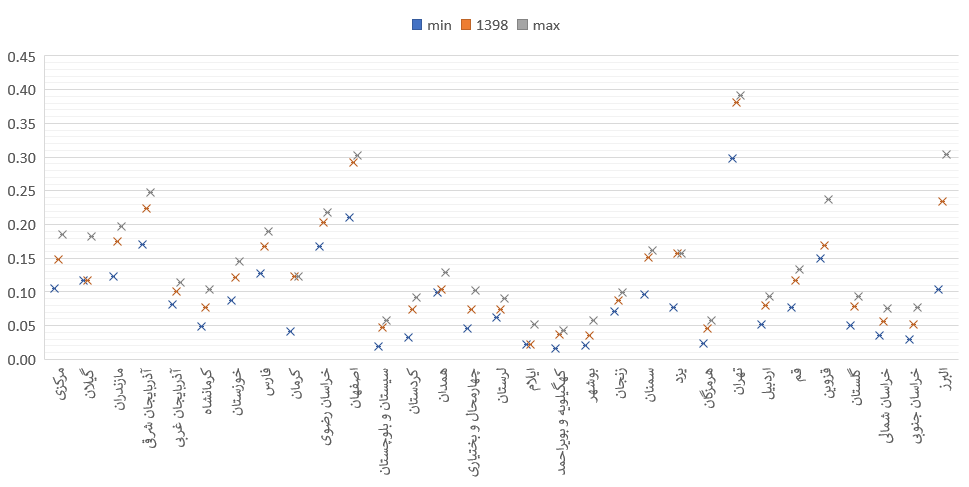 min 1398 max
0.45
0.40
0.35
0.30
0.25
0.20
0.15
0.10
0.05
0.00
مرکزی
گیلان
مازندران
آذربایجان شرقی
آذربایجان غربی
کرمانشاه
خوزستان
فارس
کرمان
خراسان رضوی
اصفهان
سیستان و بلوچستان
کردستان
همدان
چهارمحال و بختیاری
لرستان
ایلام
کهگیلویه و بویراحمد
بوشهر
زنجان
سمنان
یزد
هرمزگان
تهران
اردبیل
قم
قزوین
گلستان
خراسان شمالی
خراسان جنوبی
البرز